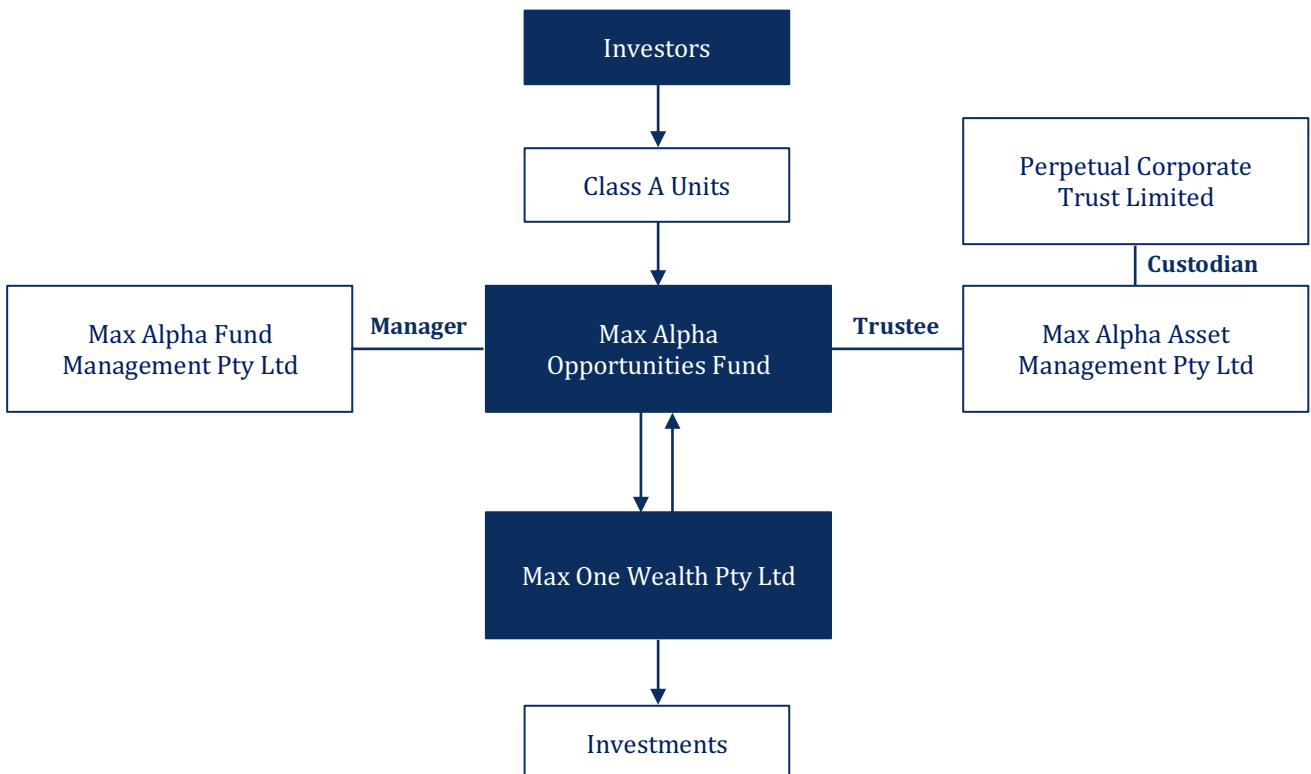 Investors
Class A Units
Perpetual Corporate
Trust Limited
Custodian
Max Alpha Fund
Management Pty Ltd
Manager
Max Alpha
Opportunities Fund
Trustee
Max Alpha Asset
Management Pty Ltd
Max One Wealth Pty Ltd
Investments